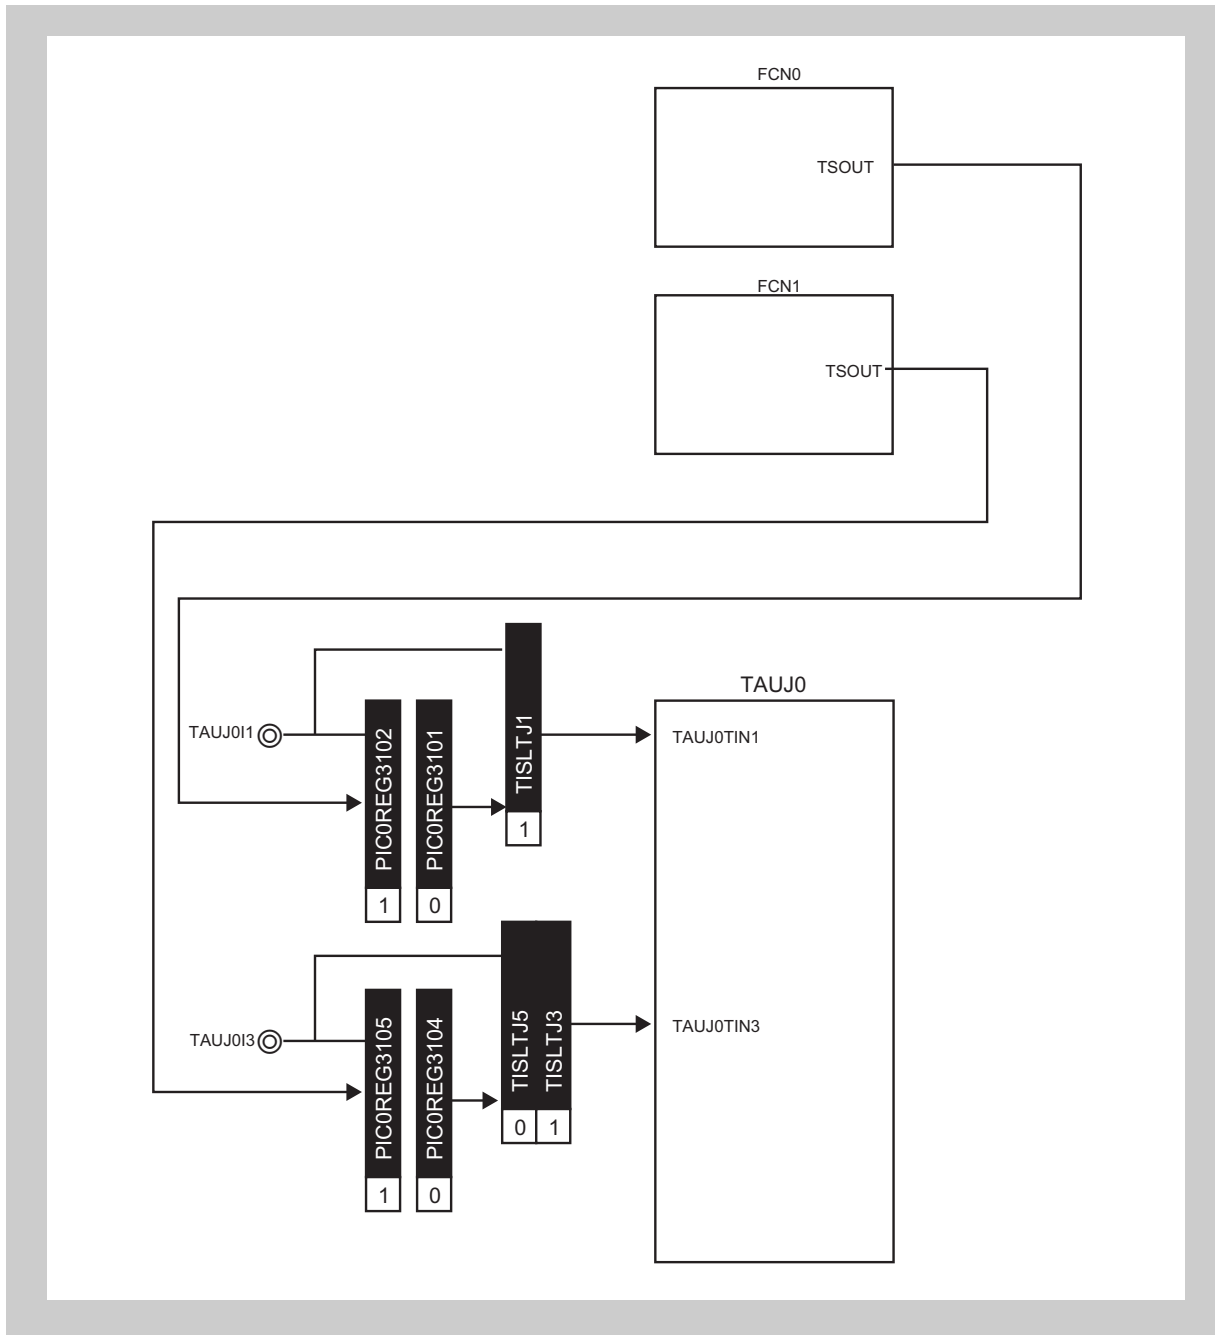 FCN0
TSOUT
FCN1
TSOUT
TAUJ0
TAUJ0I1
PIC0REG3102
PIC0REG3101
TISLTJ1
TAUJ0TIN1
1
1
0
TAUJ0I3
PIC0REG3105
PIC0REG3104
TISLTJ5
TISLTJ3
TAUJ0TIN3
0
1
1
0